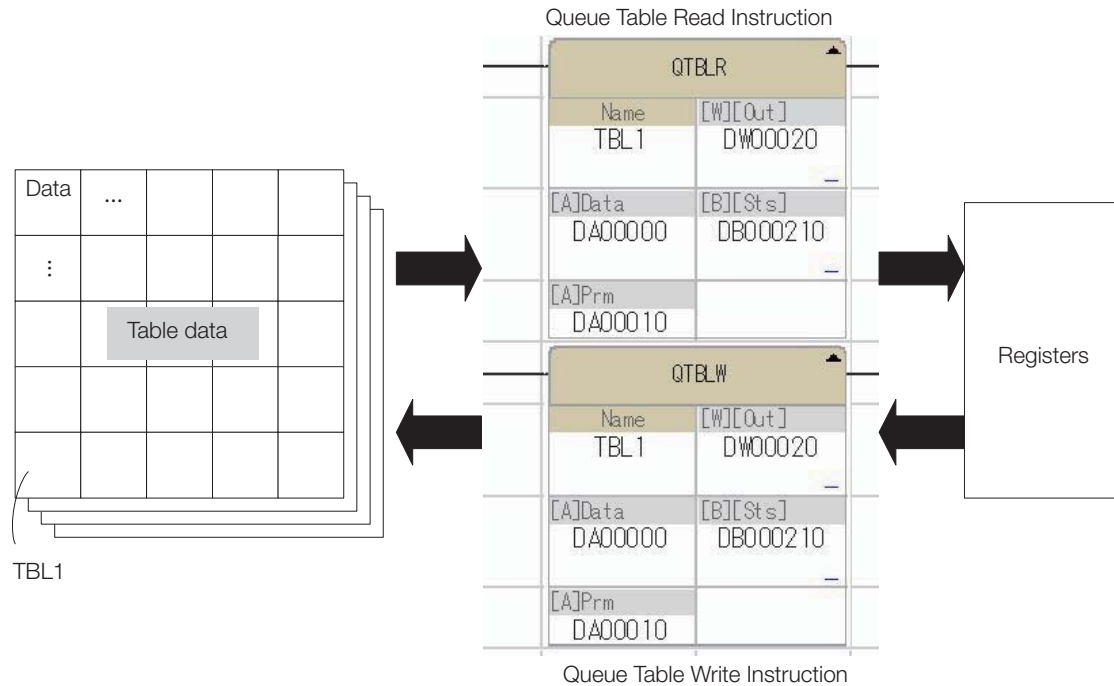 Queue Table Read Instruction
QTBLR
Name [W][Out]
TBL1 DW00020
[A]Data [B][Sts]
DA00000 DB000210
[A]Prm
DA00010
Data ...
⋮
Table data
TBL1
Registers
QTBLW
Name [W][Out]
TBL1 DW00020
[A]Data [B][Sts]
DA00000 DB000210
[A]Prm
DA00010
Queue Table Write Instruction